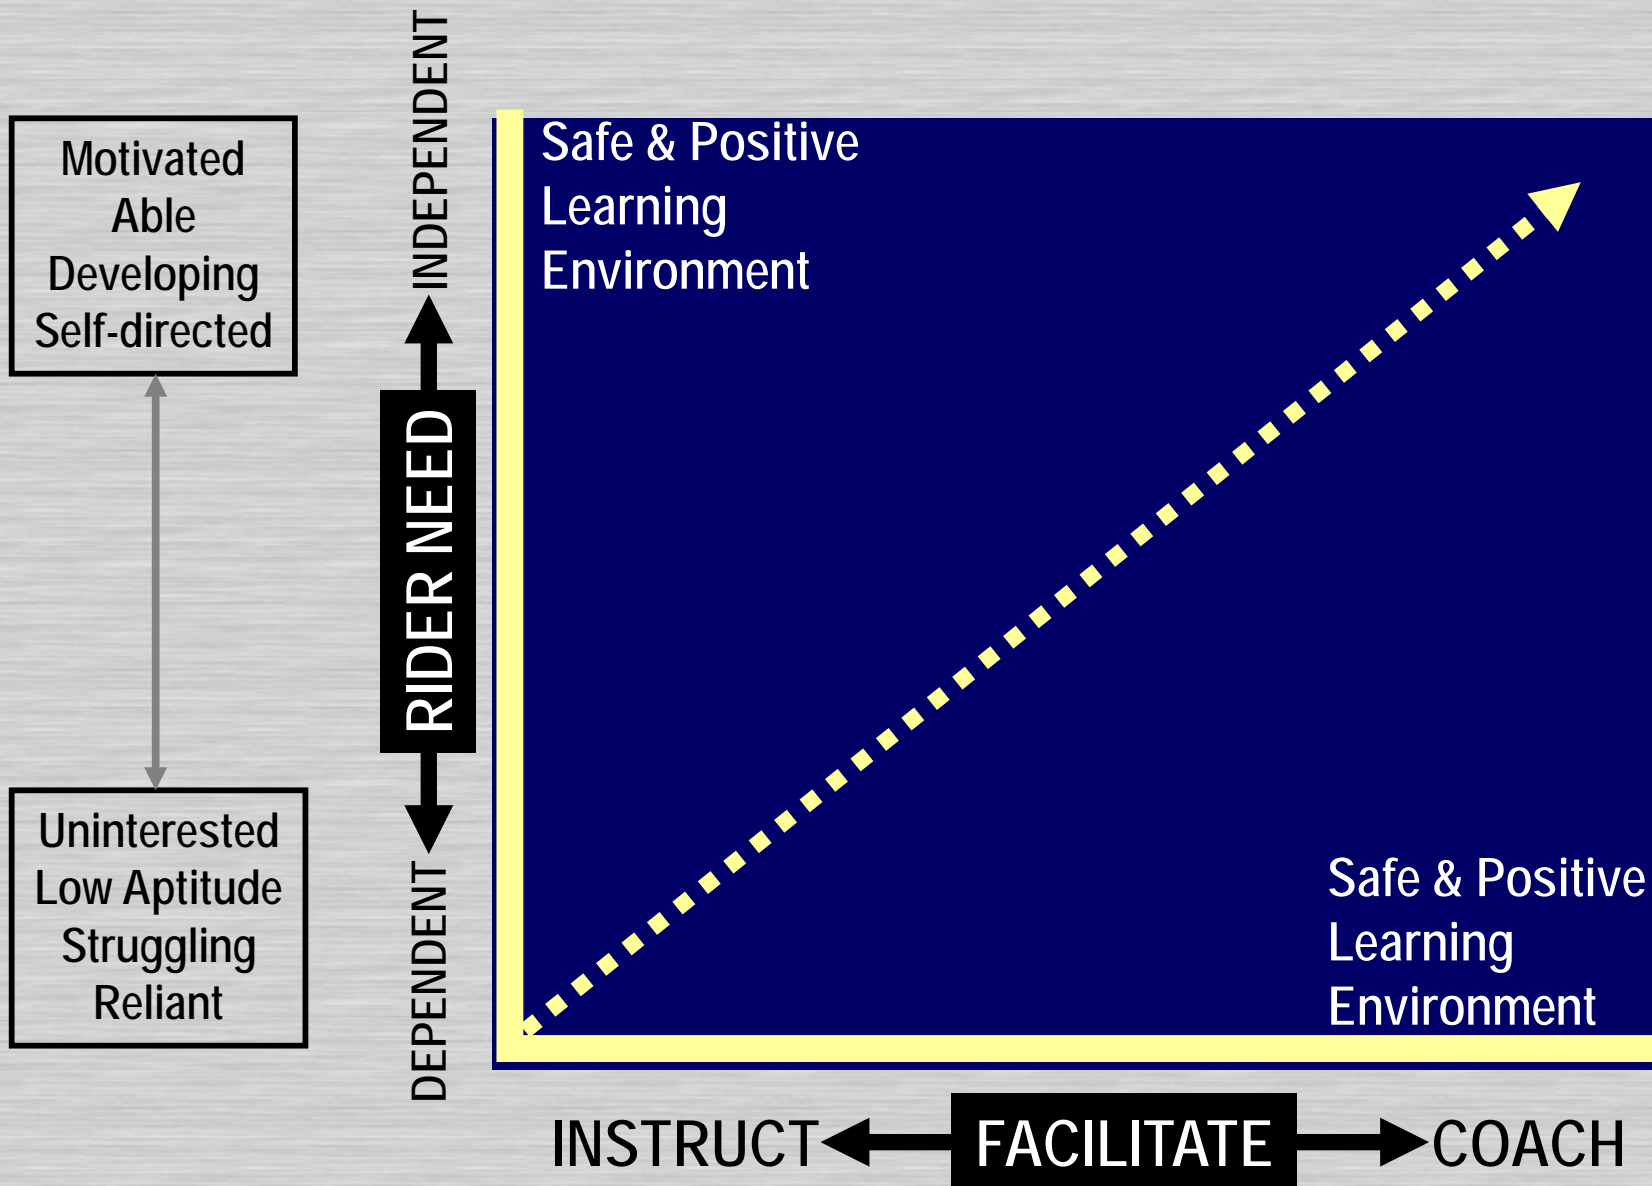 INDEPENDENT
Motivated
Able
Developing
Self-directed
Safe & Positive
Learning
Environment
RIDER NEED
Uninterested
Low Aptitude
Struggling
Reliant
DEPENDENT
Safe & Positive
Learning
Environment
INSTRUCT
FACILITATE
COACH